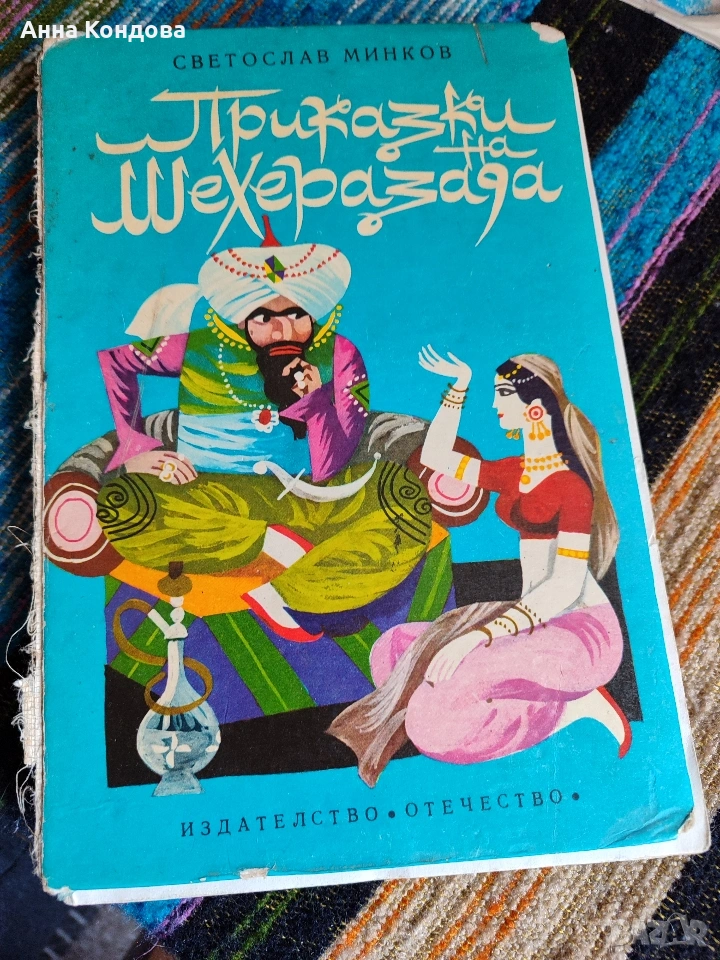 Анна Кондова
СВЕТОСЛАВ МИНКОВ
Приказки
на
Шехеразада
ИЗДАТЕЛСТВО • ОТЕЧЕСТВО •